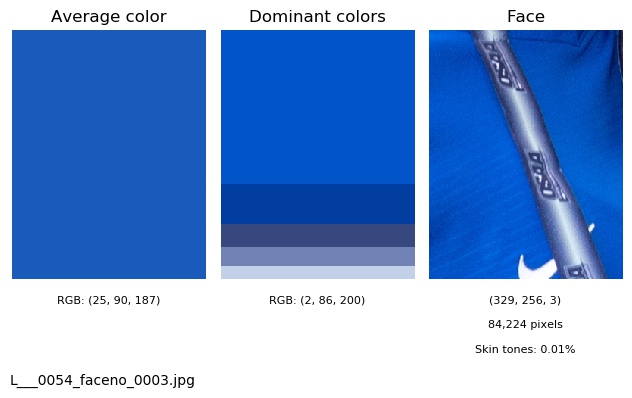 Average color
Dominant colors
Face
RGB: (25, 90, 187)
RGB: (2, 86, 200)
(329, 256, 3)
84,224 pixels
Skin tones: 0.01%
L___0054_faceno_0003.jpg